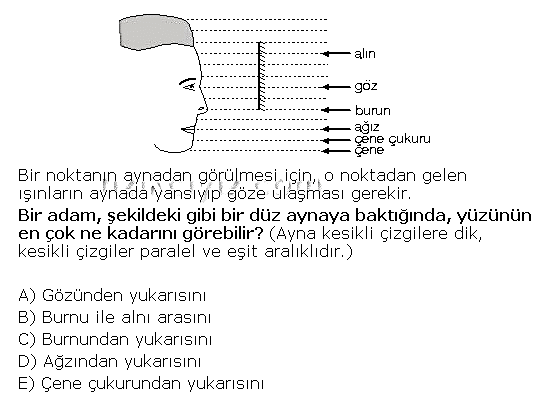 alın
göz
burun
ağız
çene çukuru
çene
Bir noktanın aynadan görülmesi için, o noktadan gelen
ışınların aynada yansıyıp göze ulaşması gerekir.
Bir adam, şekildeki gibi bir düz aynaya baktığında, yüzünün
en çok ne kadarını görebilir? (Ayna kesikli çizgilere dik,
kesikli çizgiler paralel ve eşit aralıklıdır.)
A) Gözünden yukarısını
B) Burnu ile alnı arasını
C) Burnundan yukarısını
D) Ağzından yukarısını
E) Çene çukurundan yukarısını